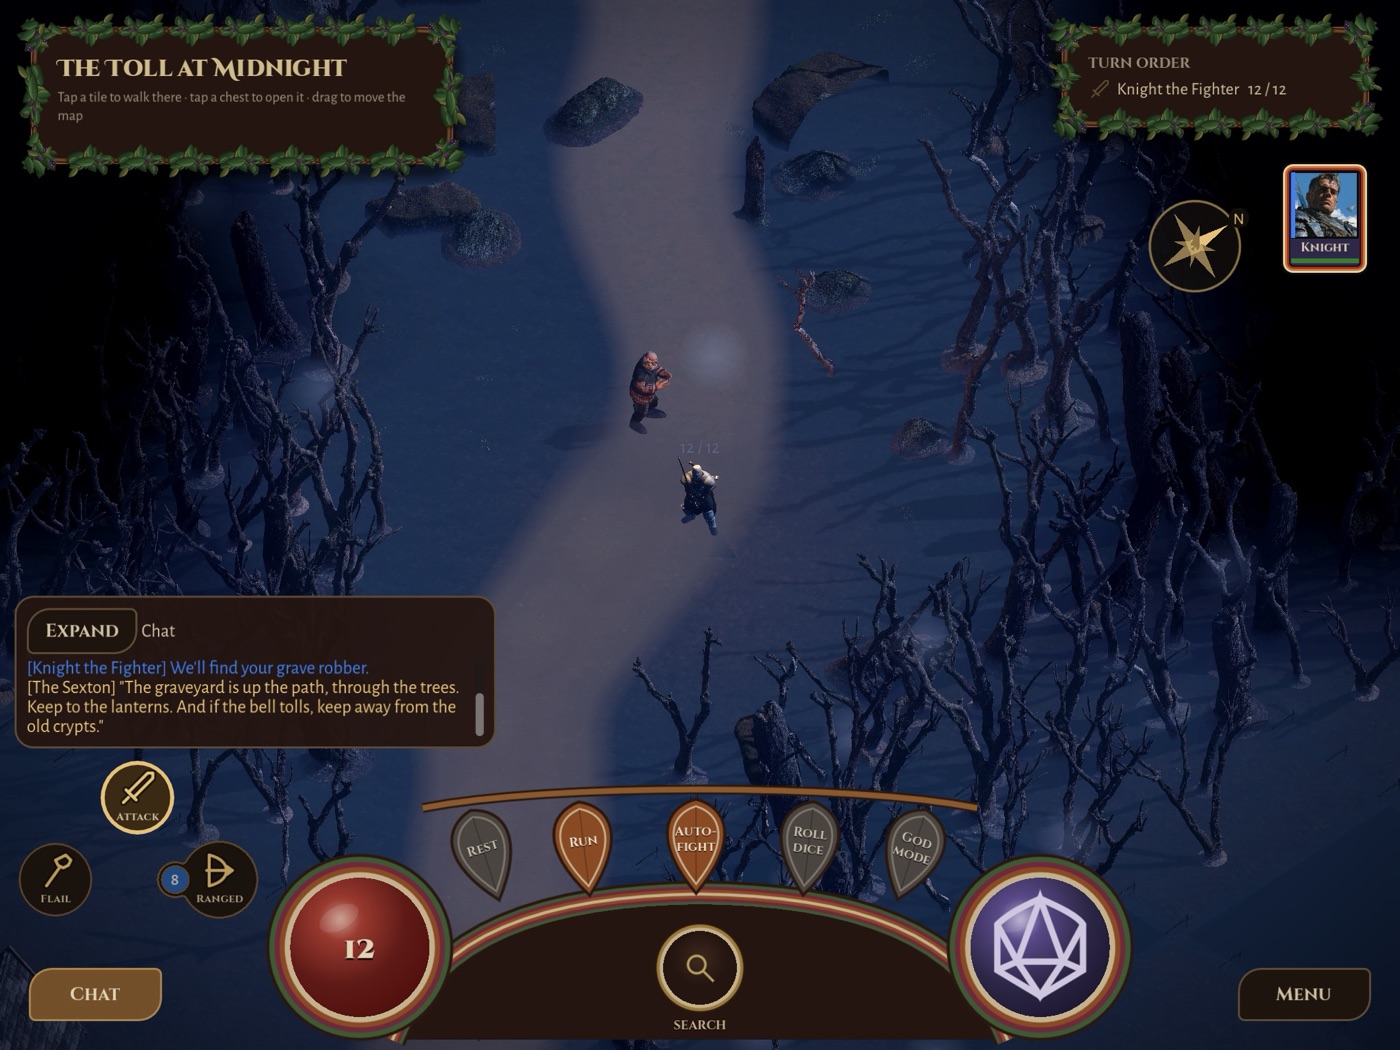 THE TOLL AT MIDNIGHT
Tap a tile to walk there · tap a chest to open it · drag to move the
map
TURN ORDER
Knight the Fighter 12 / 12
N
KNIGHT
12 / 12
EXPAND Chat
[Knight the Fighter] We'll find your grave robber.
[The Sexton] "The graveyard is up the path, through the trees.
Keep to the lanterns. And if the bell tolls, keep away from the
old crypts."
ATTACK
FLAIL
8
RANGED
REST
RUN
AUTO-
FIGHT
ROLL
DICE
GOD
MODE
12
SEARCH
CHAT
MENU